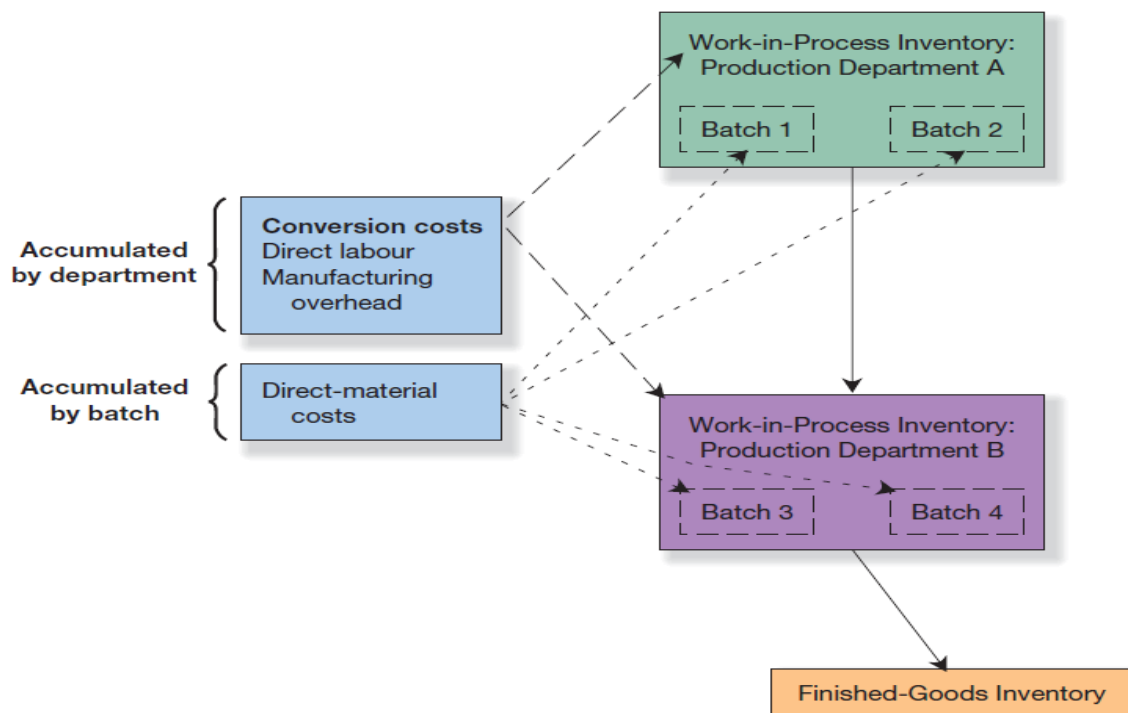 Work-in-Process Inventory:
Production Department A
Batch 1
Batch 2
Accumulated
by department
Conversion costs
Direct labour
Manufacturing
overhead
Accumulated
by batch
Direct-material
costs
Work-in-Process Inventory:
Production Department B
Batch 3
Batch 4
Finished-Goods Inventory